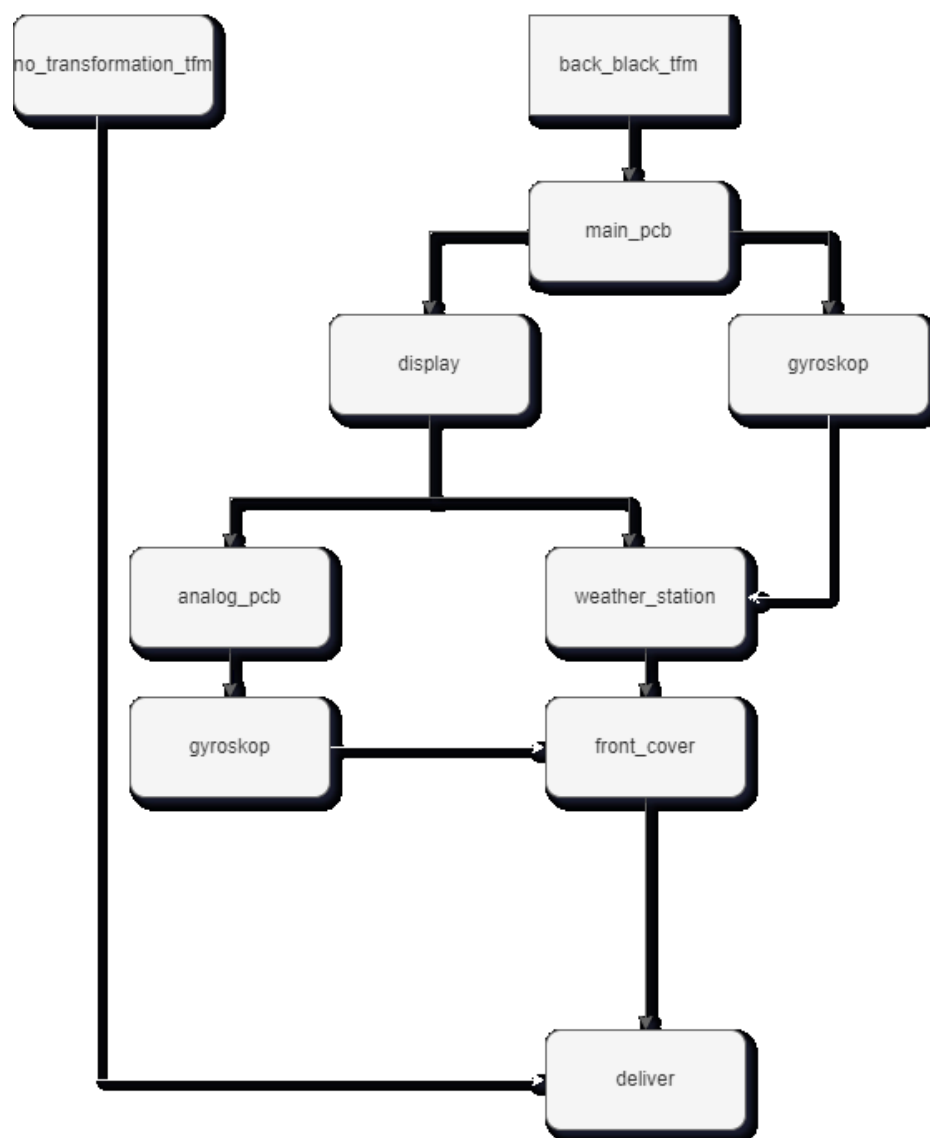 no_transformation_tfm
back_black_tfm
main_pcb
display
gyroskop
analog_pcb
weather_station
gyroskop
front_cover
deliver